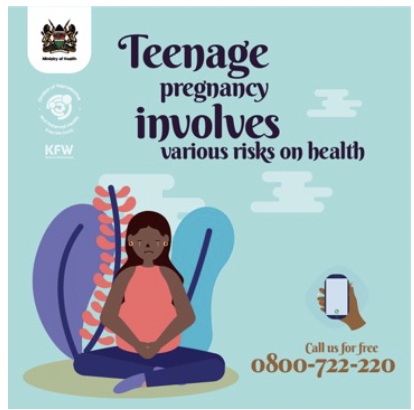 Ministry of Health
KFW
Teenage
pregnancy
involves
various risks on health
Call us for free
0800-722-220